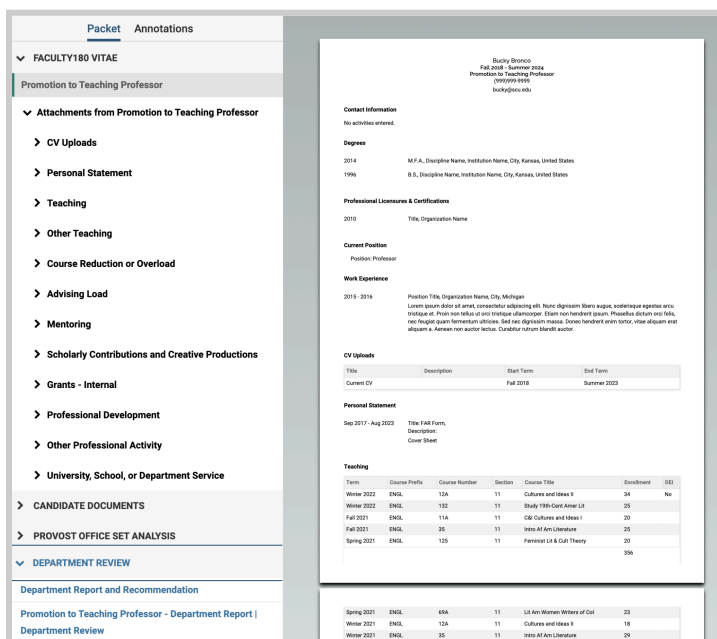 Packet Annotations
FACULTY180 VITAE
Promotion to Teaching Professor
Attachments from Promotion to Teaching Professor
CV Uploads
Personal Statement
Teaching
Other Teaching
Course Reduction or Overload
Advising Load
Mentoring
Scholarly Contributions and Creative Productions
Grants - Internal
Professional Development
Other Professional Activity
University, School, or Department Service
CANDIDATE DOCUMENTS
PROVOST OFFICE SET ANALYSIS
DEPARTMENT REVIEW
Department Report and Recommendation
Promotion to Teaching Professor - Department Report |
Department Review
Bucky Bronco
Fall 2018 - Summer 2024
Promotion to Teaching Professor
(999)999-9999
bucky@scu.edu
Contact Information
No activities entered.
Degrees
2014 M.F.A., Discipline Name, Institution Name, City, Kansas, United States
1996 B.S., Discipline Name, Institution Name, City, Kansas, United States
Professional Licensures & Certifications
2010 Title, Organization Name
Current Position
Position: Professor
Work Experience
2015 - 2016 Position Title, Organization Name, City, Michigan
Lorem ipsum dolor sit amet, consectetur adipiscing elit. Nunc dignissim libero augue, scelerisque egestas arcu
tristique et. Proin non tellus ut orci tristique ullamcorper. Etiam non hendrerit ipsum. Phasellus dictum orci felis,
nec feugiat quam fermentum ultricies. Sed nec dignissim massa. Donec hendrerit enim tortor, vitae aliquam erat
aliquam a. Aenean non auctor lectus. Curabitur rutrum blandit auctor.
CV Uploads
Title Description Start Term End Term
Current CV Fall 2018 Summer 2023
Personal Statement
Sep 2017 - Aug 2023 Title: FAR Form,
Description:
Cover Sheet
Teaching
Term Course Prefix Course Number Section Course Title Enrollment DEI
Winter 2022 ENGL 12A 11 Cultures and Ideas II 34 No
Winter 2022 ENGL 132 11 Study 19th-Cent Amer Lit 25
Fall 2021 ENGL 11A 11 C&I Cultures and Ideas I 20
Fall 2021 ENGL 35 11 Intro Af Am Literature 25
Spring 2021 ENGL 125 11 Feminist Lit & Cult Theory 20
356
Spring 2021 ENGL 69A 11 Lit Am Women Writers of Col 23
Winter 2021 ENGL 12A 11 Cultures and Ideas II 18
Winter 2021 ENGL 35 11 Intro Af Am Literature 29